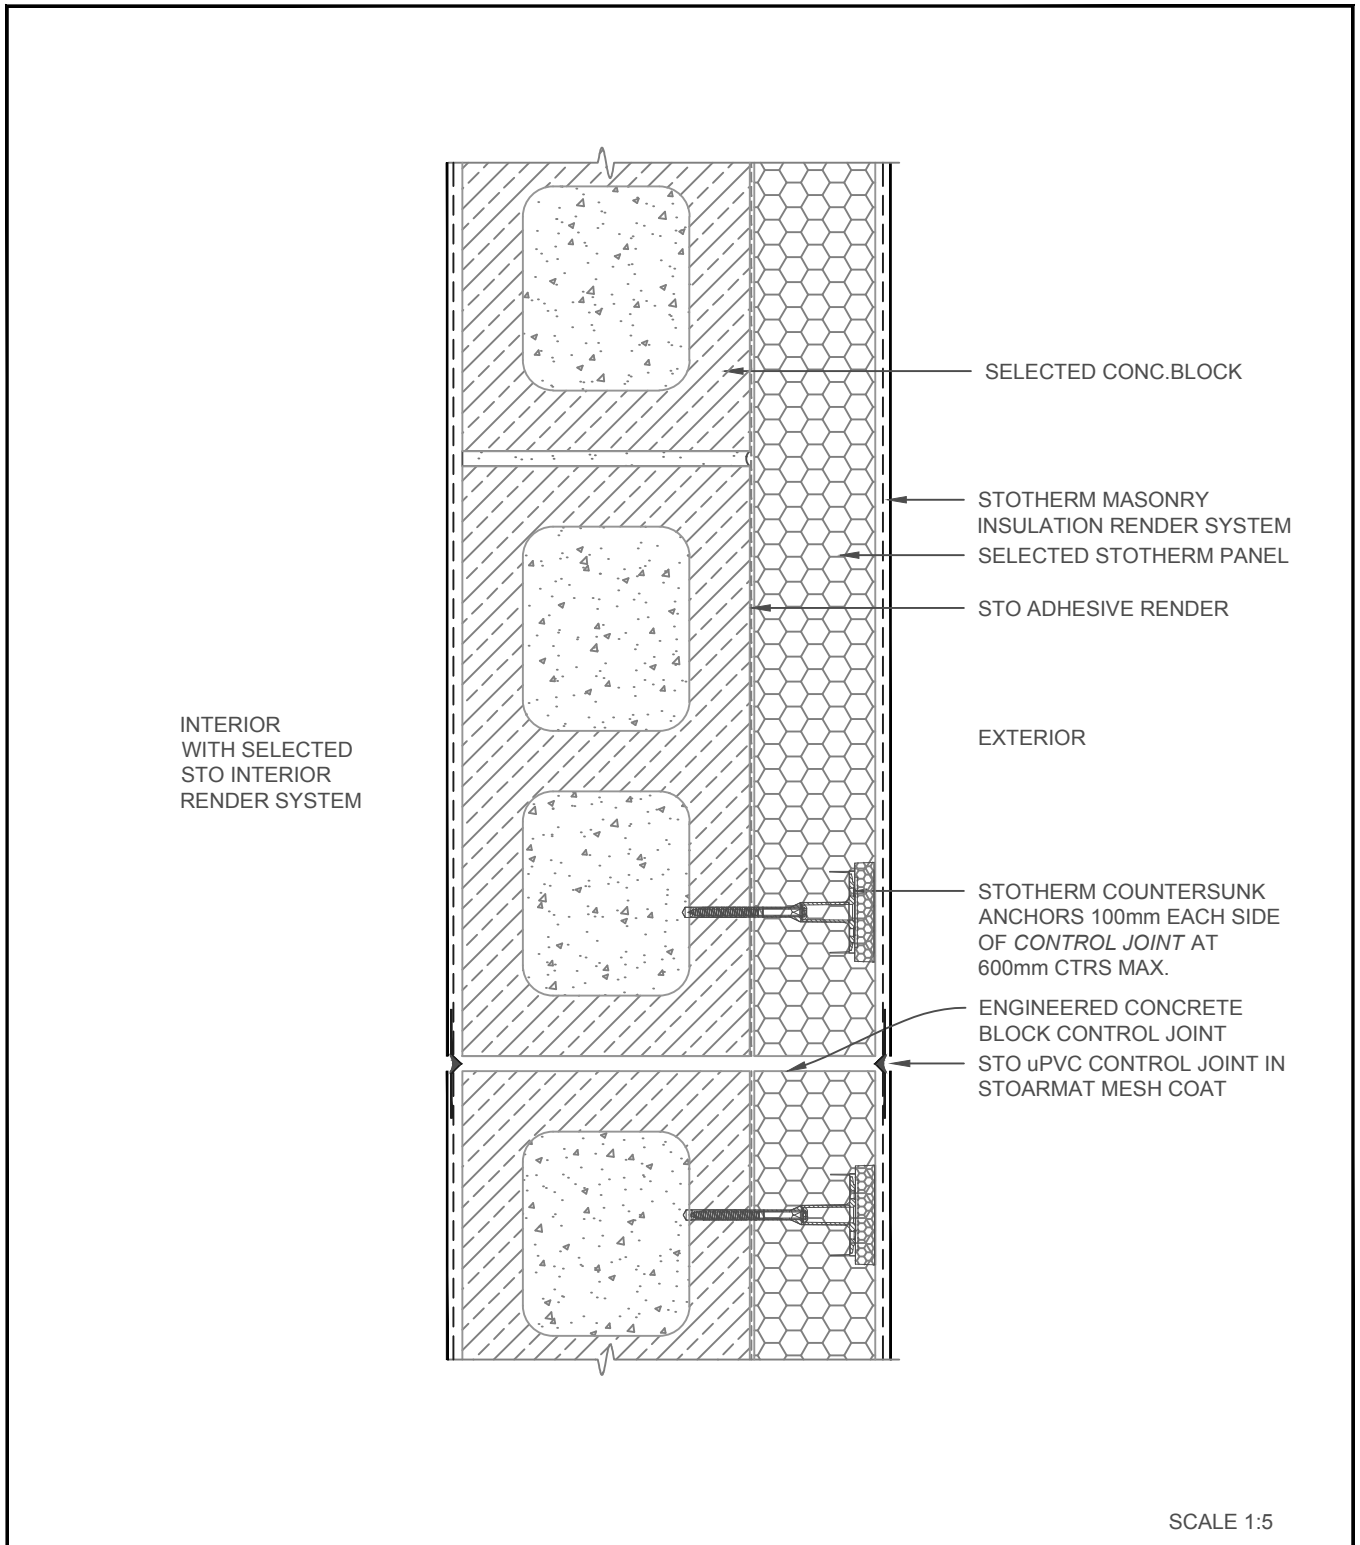 SELECTED CONC.BLOCK
STOTHERM MASONRY
INSULATION RENDER SYSTEM
SELECTED STOTHERM PANEL
STO ADHESIVE RENDER
INTERIOR
WITH SELECTED
STO INTERIOR
RENDER SYSTEM
EXTERIOR
STOTHERM COUNTERSUNK
ANCHORS 100mm EACH SIDE
OF CONTROL JOINT AT
600mm CTRS MAX.
ENGINEERED CONCRETE
BLOCK CONTROL JOINT
STO uPVC CONTROL JOINT IN
STOARMAT MESH COAT
SCALE 1:5